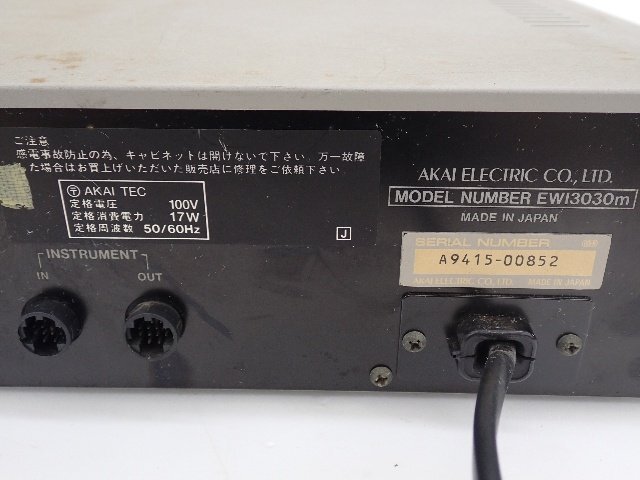 ご注意
感電事故防止の為、キャビネットは開けないで下さい。万一故障
た場合はお買上げいただいた販売店に修理をご依頼下さい
〒 AKAI TEC
定格電圧 100V
定格消費電力 17W
定格周波数 50/60Hz
J
INSTRUMENT
IN OUT
AKAI ELECTRIC CO., LTD.
MODEL NUMBER EWI3030m
MADE IN JAPAN
SERIAL NUMBER
A9415-00852
AKAI ELECTRIC CO., LTD. MADE IN JAPAN